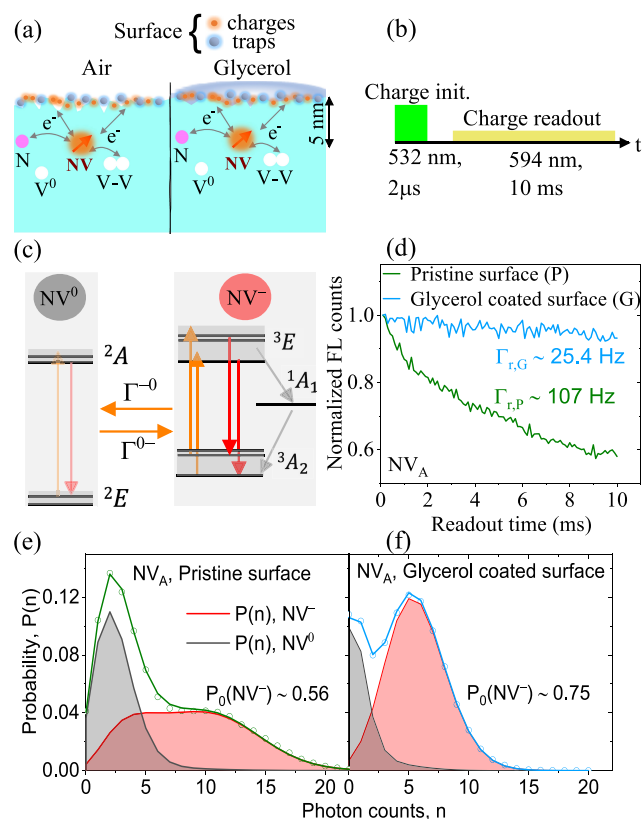 (a)
Surface { charges
traps
Air
Glycerol
e⁻
e⁻
N
NV
V⁰
V-V
e⁻
e⁻
N
NV
V⁰
V-V
5 nm
(b)
Charge init.
Charge readout
t
532 nm,
2μs
594 nm,
10 ms
(c)
NV⁰
NV⁻
²A
²E
Γ⁻⁰
Γ⁰⁻
³E
¹A₁
³A₂
(d)
Pristine surface (P)
Glycerol coated surface (G)
Γr,G ~ 25.4 Hz
Γr,P ~ 107 Hz
NVA
Normalized FL counts
1.0
0.8
0.6
0 2 4 6 8 10
Readout time (ms)
(e)
NVA, Pristine surface
P(n), NV⁻
P(n), NV⁰
P₀(NV⁻) ~ 0.56
Probability, P(n)
0.12
0.08
0.04
0.00
0 5 10 15 20
(f)
NVA, Glycerol coated surface
P₀(NV⁻) ~ 0.75
0 5 10 15 20
Photon counts, n